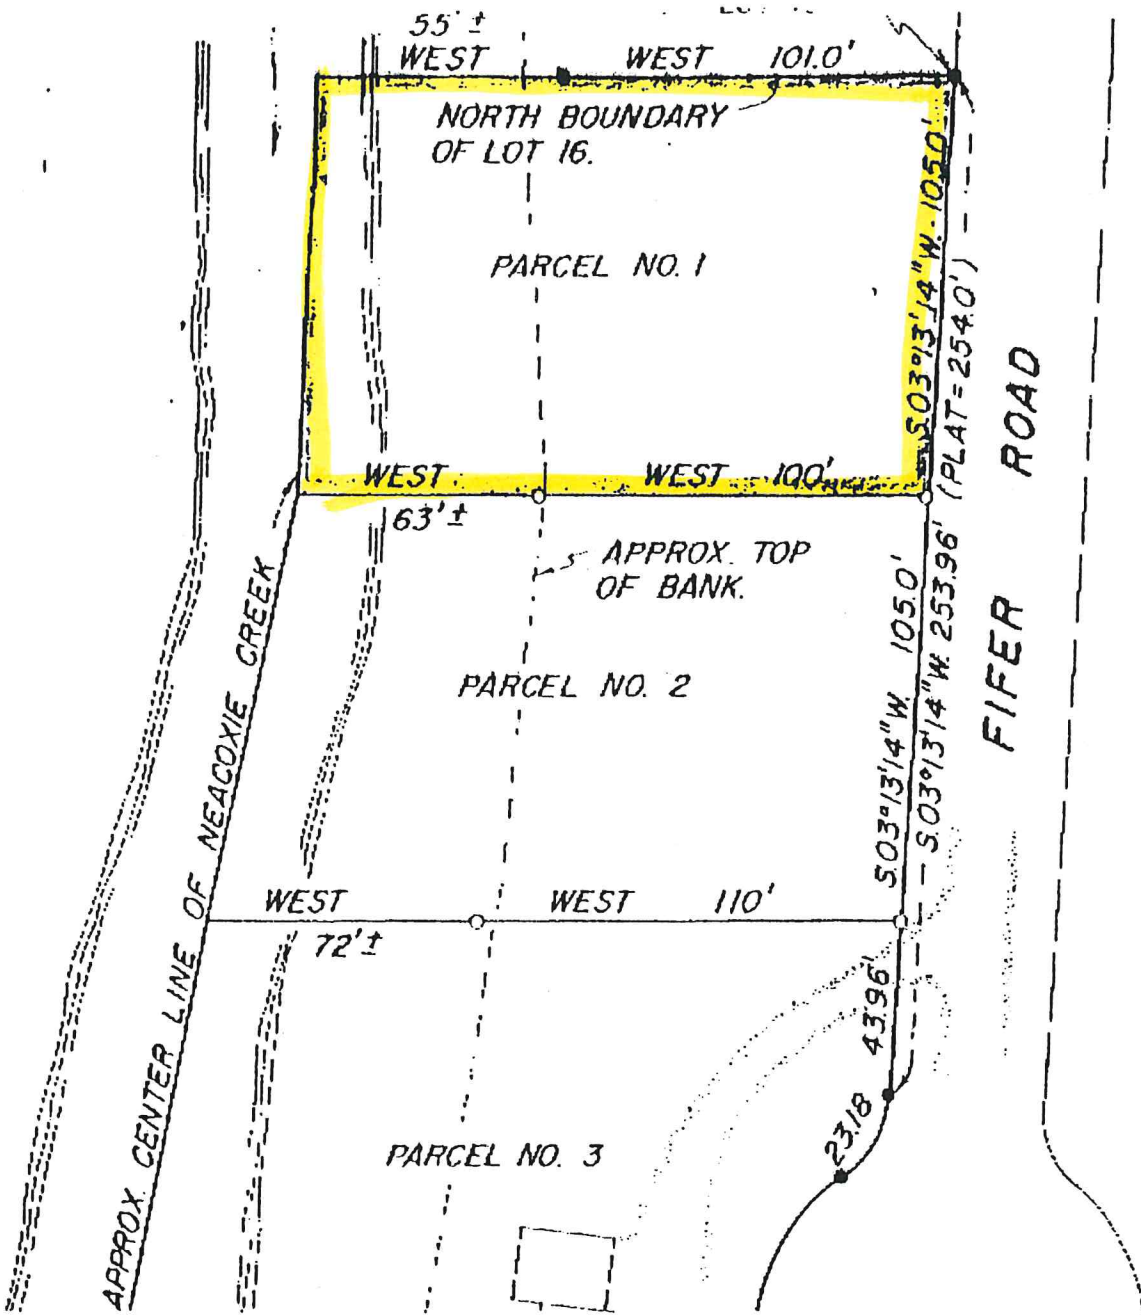 55' ±
WEST
WEST 101.0'
NORTH BOUNDARY
OF LOT 16.
S.03°13'14"W. 105.0'
(PLAT = 254.0')
PARCEL NO. 1
WEST
WEST 100'
63' ±
APPROX. TOP
OF BANK.
FIFER ROAD
S.03°13'14"W. 105.0'
S.03°13'14"W. 253.96'
PARCEL NO. 2
APPROX. CENTER LINE OF NEACOXIE CREEK
WEST
WEST 110'
72' ±
43.96'
23.18
PARCEL NO. 3